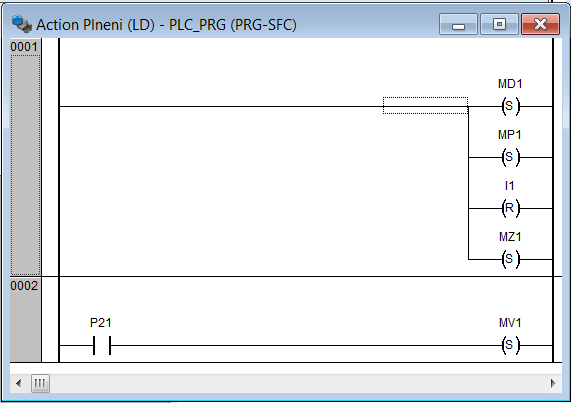 Action Plneni (LD) - PLC_PRG (PRG-SFC)
0001
MD1
(S)
MP1
(S)
I1
(R)
MZ1
(S)
0002
P21 MV1
(S)